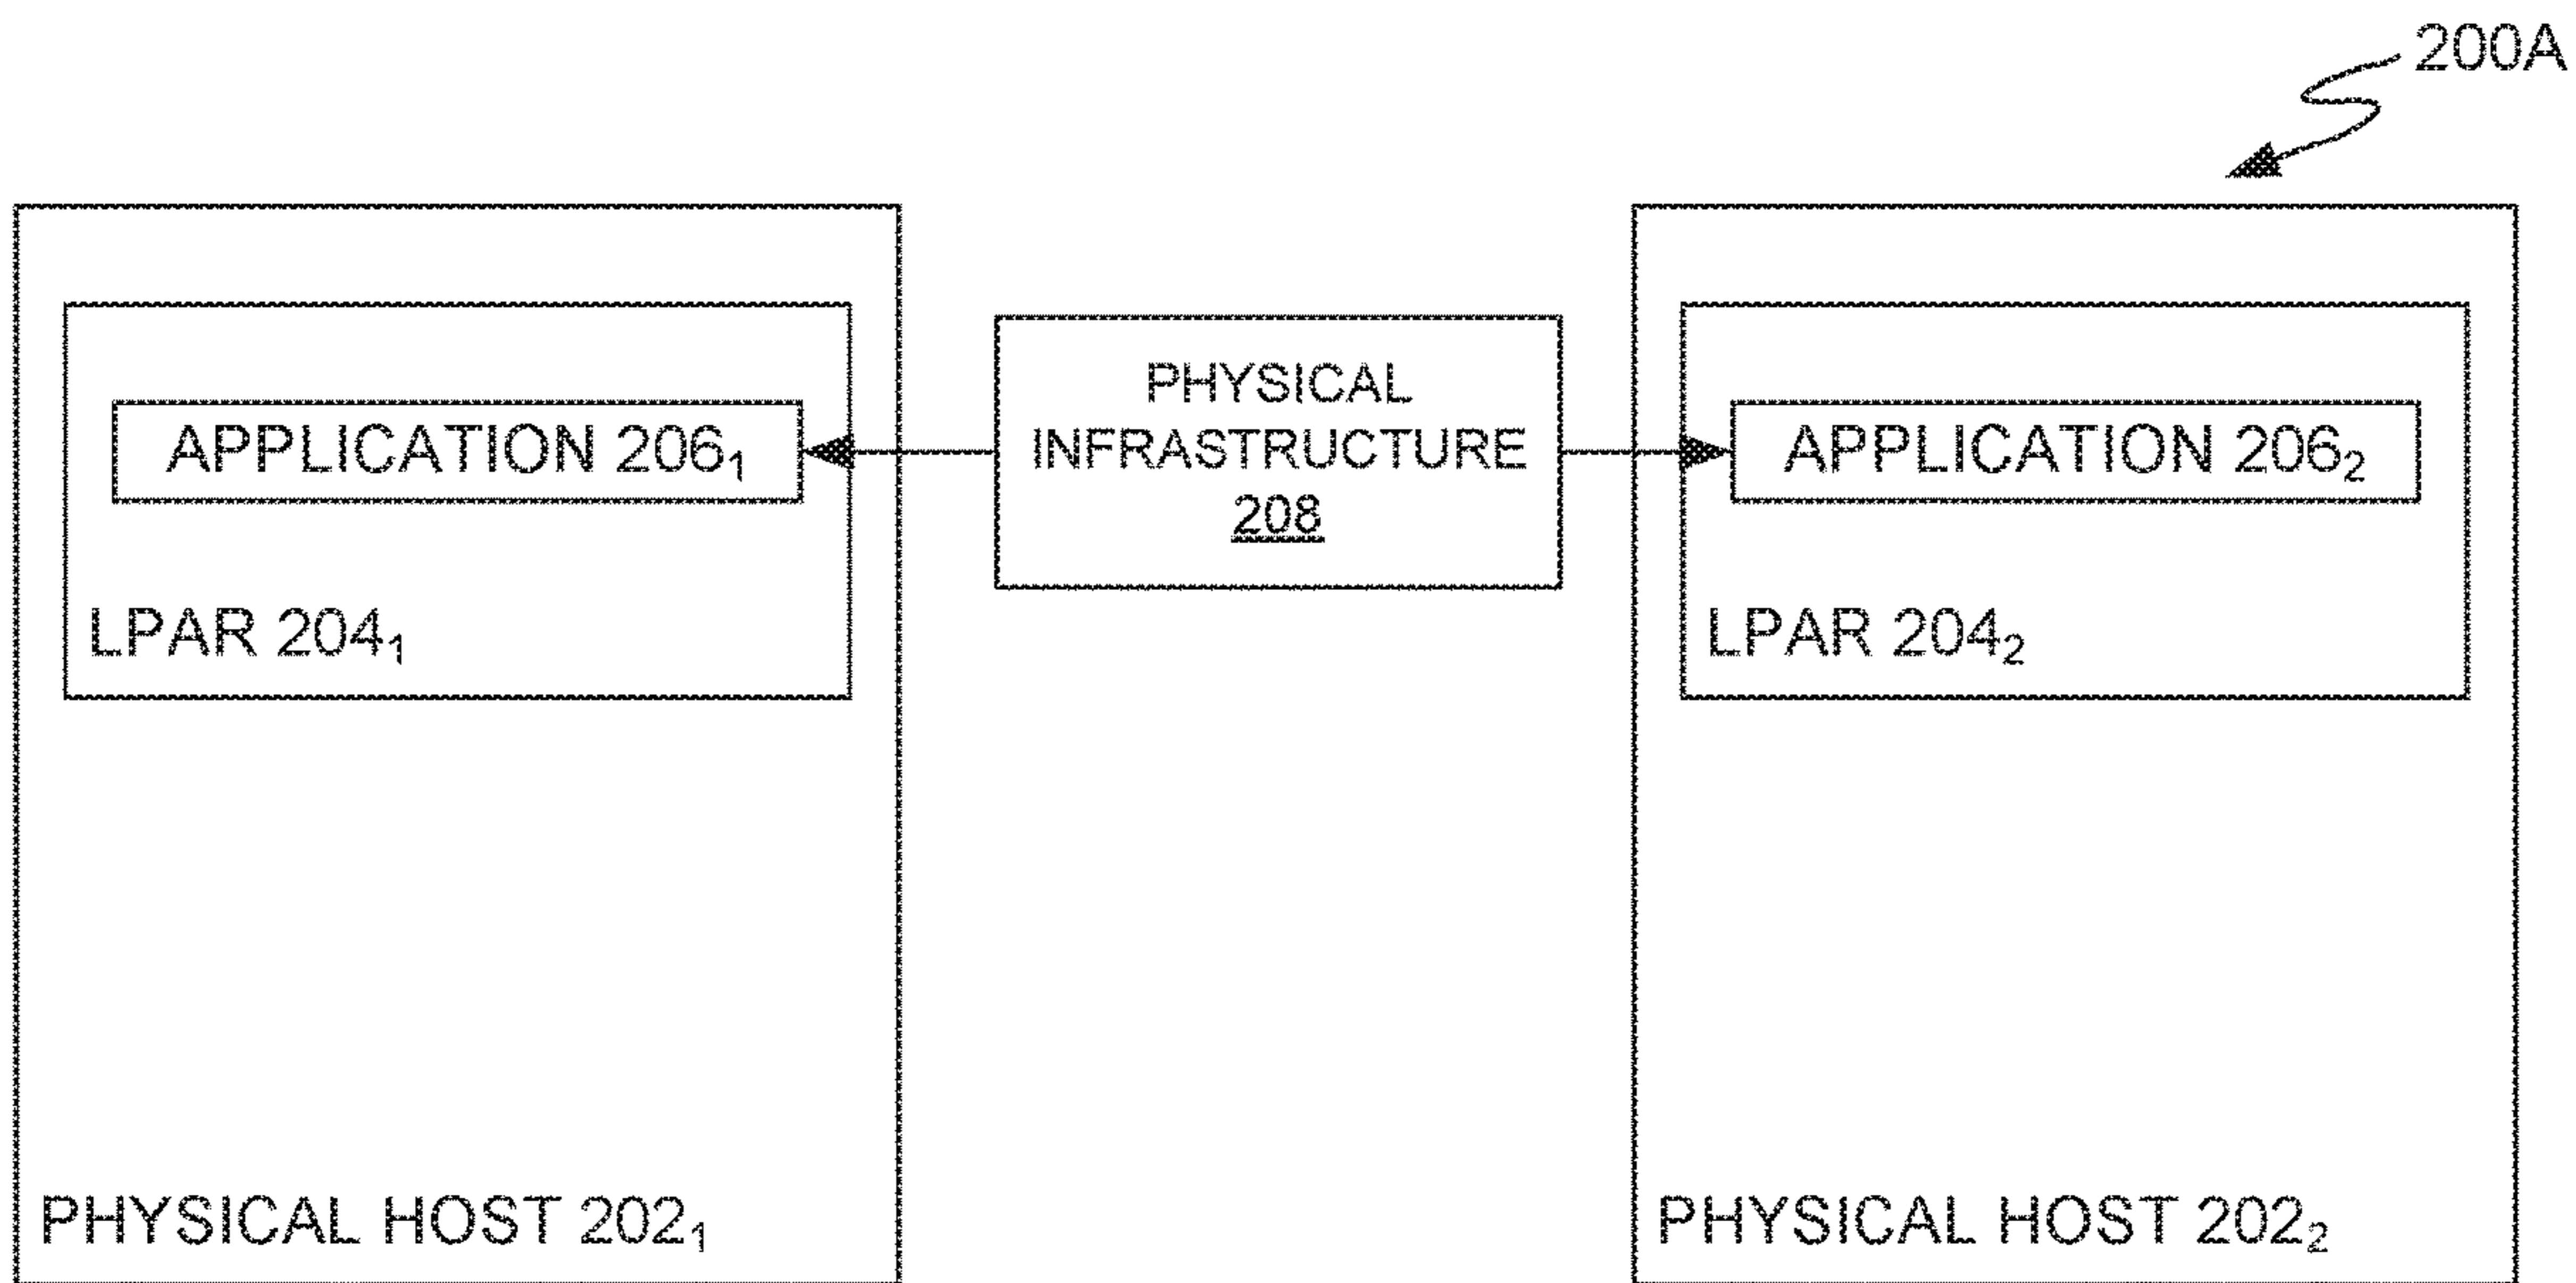 200A
APPLICATION 206₁
LPAR 204₁
PHYSICAL HOST 202₁
PHYSICAL
INFRASTRUCTURE
208
APPLICATION 206₂
LPAR 204₂
PHYSICAL HOST 202₂